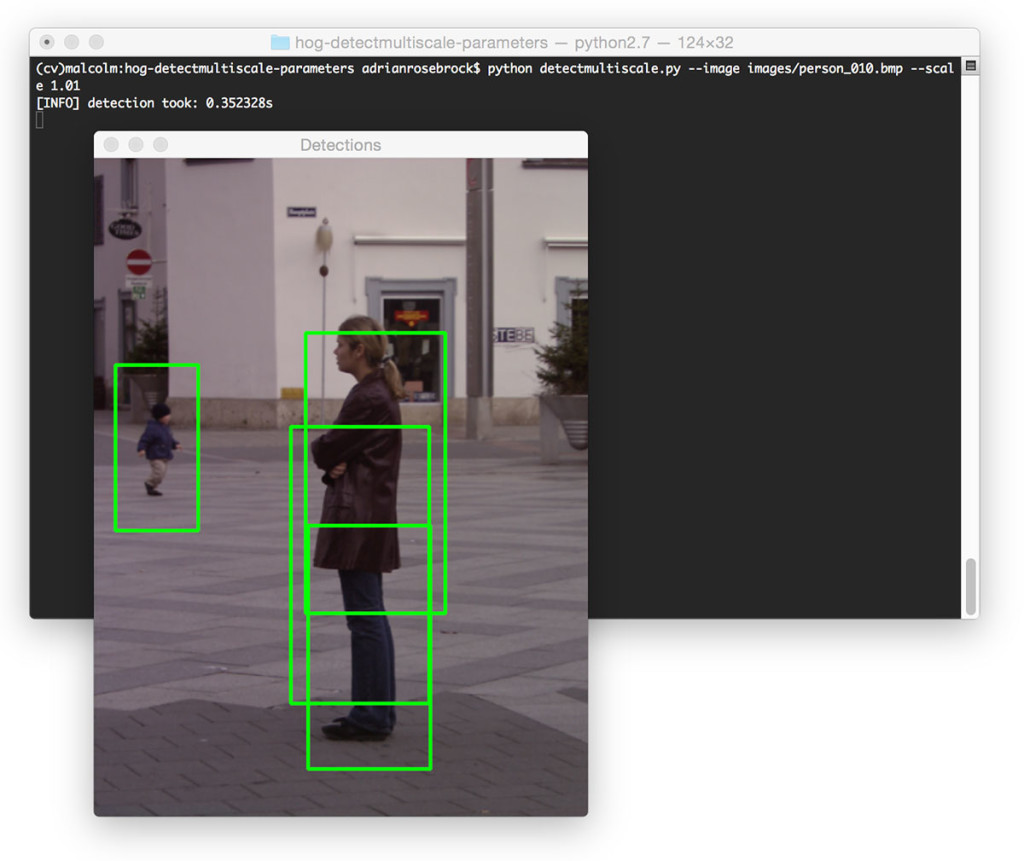 hog-detectmultiscale-parameters — python2.7 — 124×32
(cv)malcolm:hog-detectmultiscale-parameters adrianrosebrock$ python detectmultiscale.py --image images/person_010.bmp --scal
e 1.01
[INFO] detection took: 0.352328s
Detections
STEBE